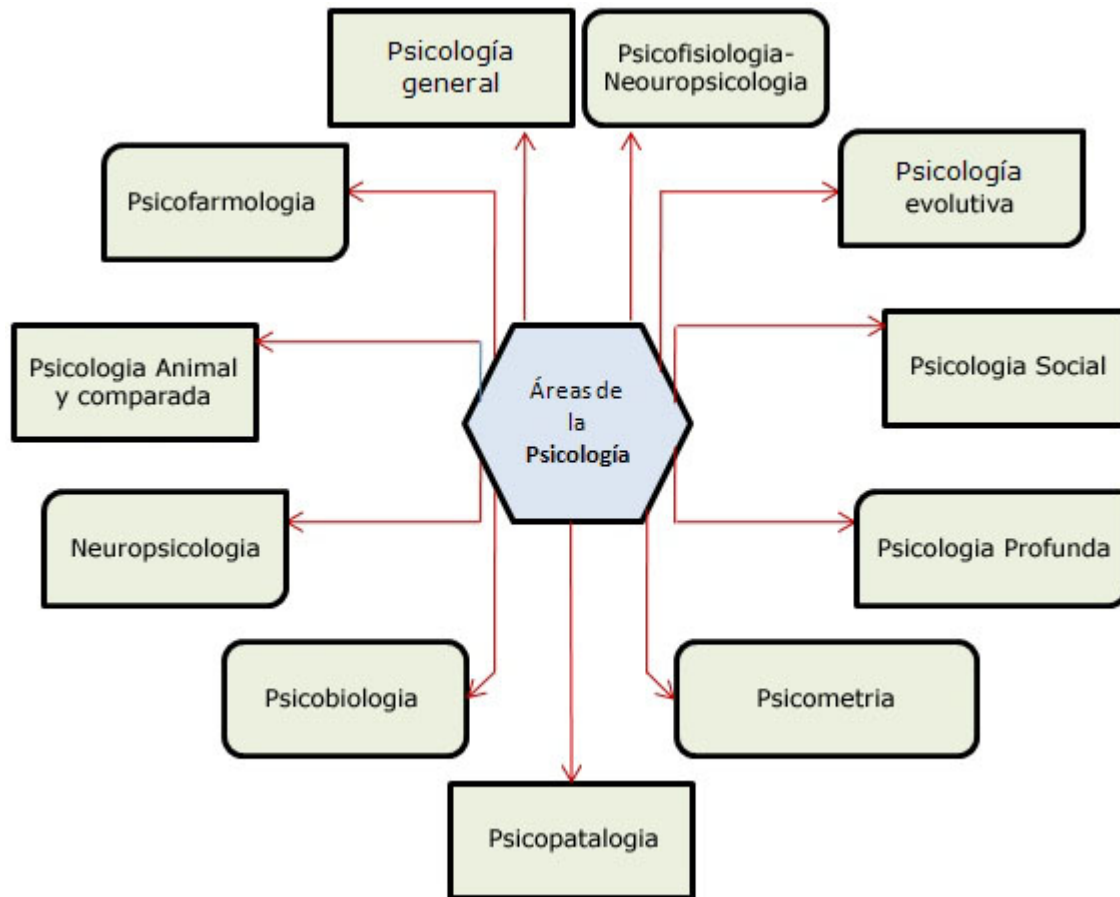 Psicología
general
Psicofisiologia-
Neouropsicologia
Psicofarmologia
Psicología
evolutiva
Psicologia Animal
y comparada
Áreas de
la
Psicología
Psicologia Social
Neuropsicologia
Psicologia Profunda
Psicobiologia
Psicometria
Psicopatalogia